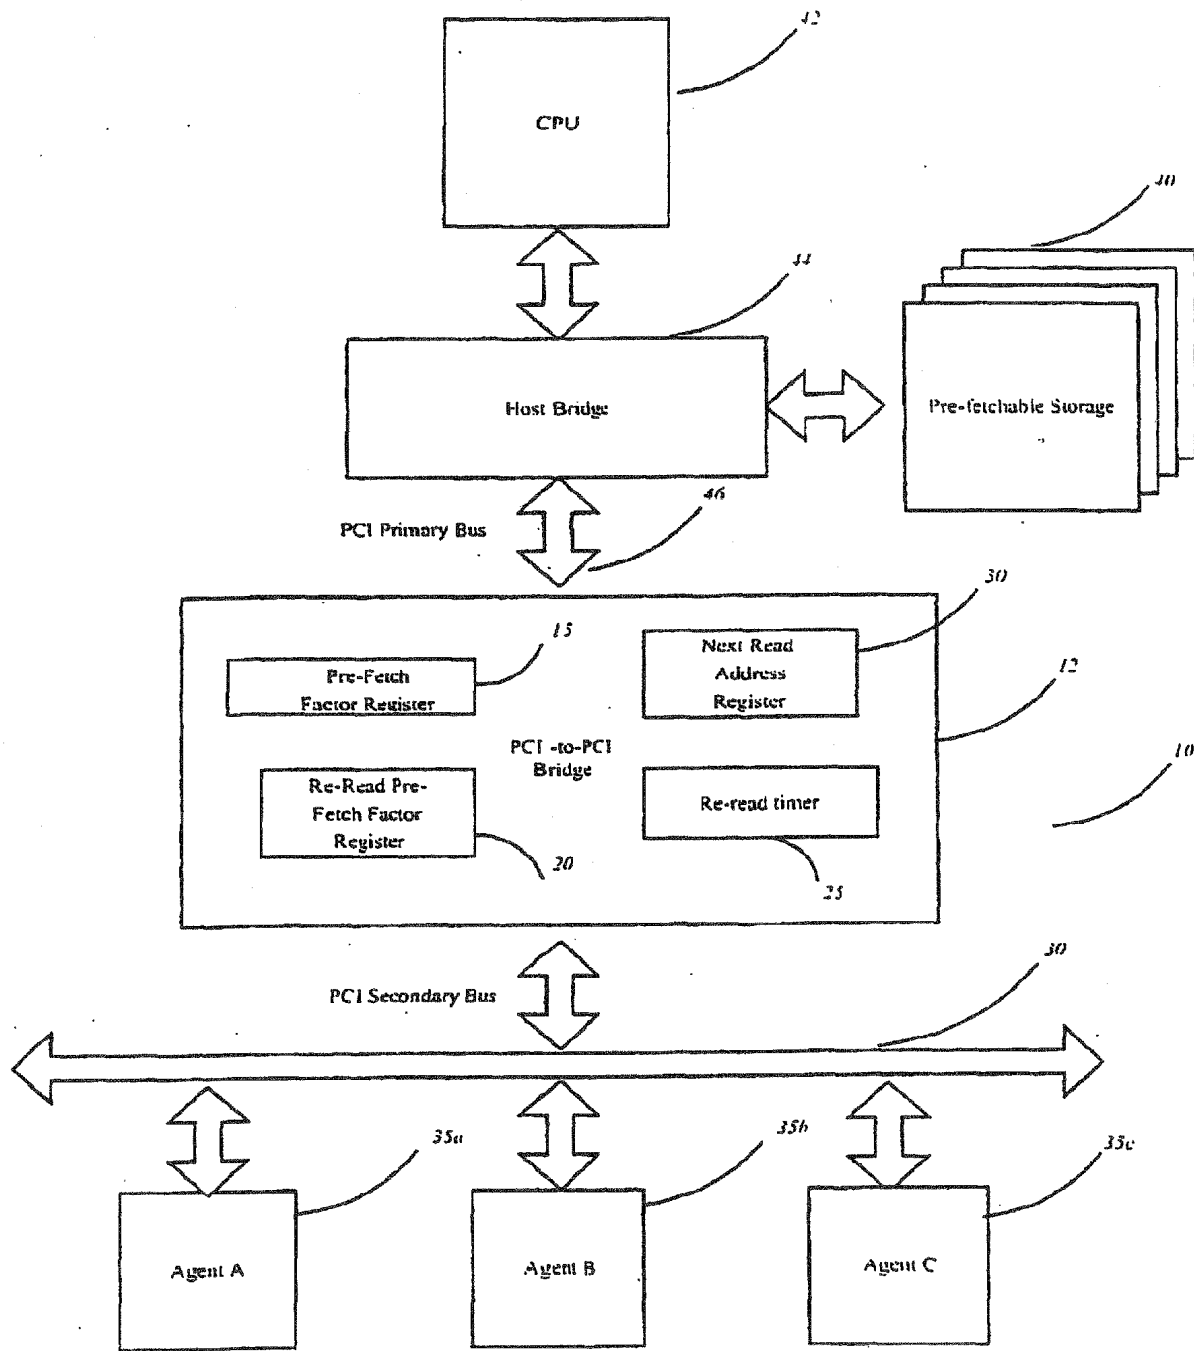 42
CPU
40
44
Host Bridge
Pre-fetchable Storage
46
PCI Primary Bus
30
15
Next Read
Address
Register
Pre-Fetch
Factor Register
12
PCI -to-PCI
Bridge
10
Re-Read Pre-
Fetch Factor
Register
Re-read timer
20
25
30
PCI Secondary Bus
35a
35b
35c
Agent A
Agent B
Agent C